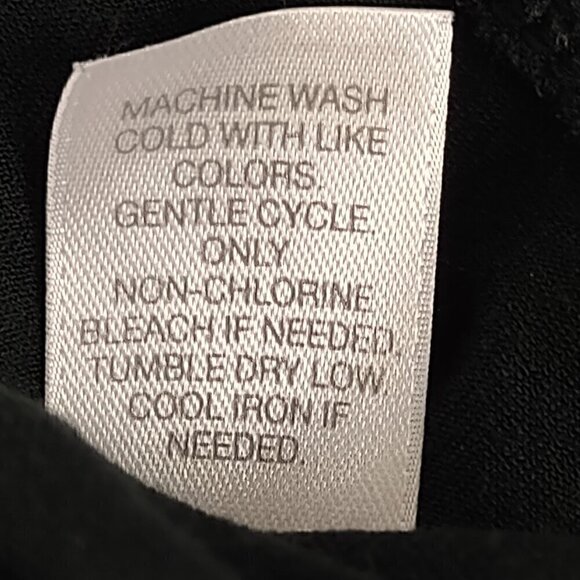 MACHINE WASH
COLD WITH LIKE
COLORS.
GENTLE CYCLE.
ONLY
NON-CHLORINE
BLEACH IF NEEDED.
TUMBLE DRY LOW.
COOL IRON IF
NEEDED.